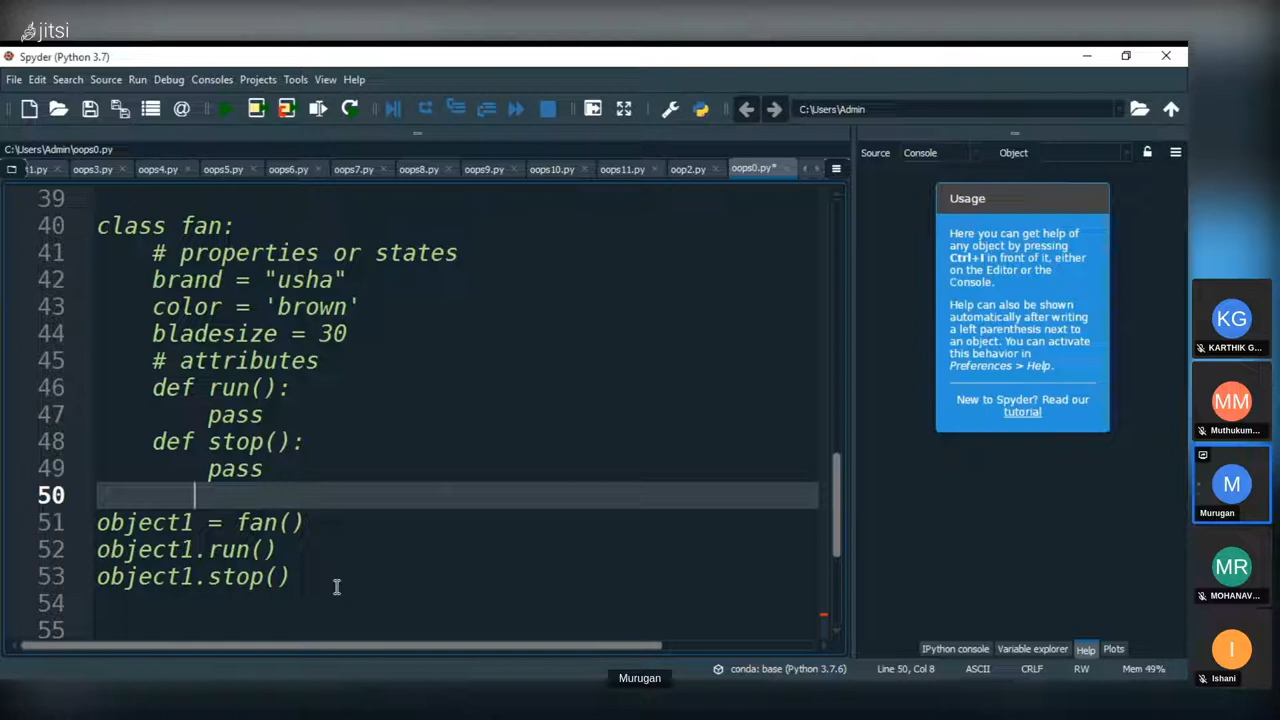 jitsi
Spyder (Python 3.7)
File Edit Search Source Run Debug Consoles Projects Tools View Help
C:\Users\Admin
C:\Users\Admin\oops0.py
Source Console Object
1.py oops3.py oops4.py oops5.py oops6.py oops7.py oops8.py oops9.py oops10.py oops11.py oop2.py oops0.py*
39
40 class fan:
41 # properties or states
42 brand = "usha"
43 color = 'brown'
44 bladesize = 30
45 # attributes
46 def run():
47 pass
48 def stop():
49 pass
50
51 object1 = fan()
52 object1.run()
53 object1.stop()
54
55
Usage
Here you can get help of
any object by pressing
Ctrl+I in front of it, either
on the Editor or the
Console.
Help can also be shown
automatically after writing
a left parenthesis next to
an object. You can activate
this behavior in
Preferences > Help.
New to Spyder? Read our
tutorial
IPython console Variable explorer Help Plots
conda: base (Python 3.7.6) Line 50, Col 8 ASCII CRLF RW Mem 49%
Murugan
KG
KARTHIK G...
MM
Muthukum...
M
Murugan
MR
MOHANAV...
I
Ishani